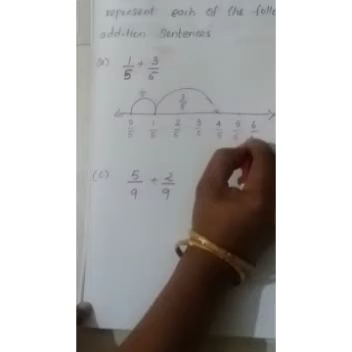 represent each of the foll
addition sentences
(a) 1/5 + 3/5
1/5 3/5
0/5 1/5 2/5 3/5 4/5 5/5 6/5
(c) 5/9 + 2/9